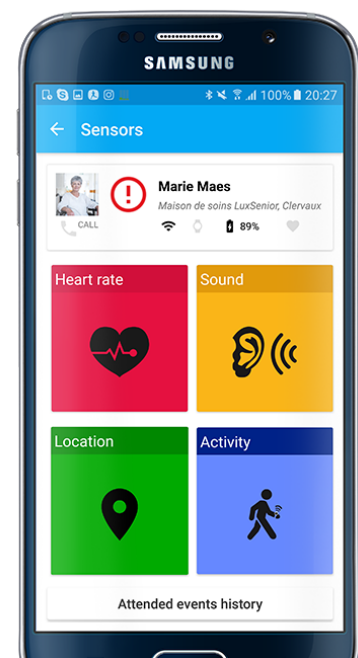 SAMSUNG
100% 20:27
Sensors
Marie Maes
Maison de soins LuxSenior, Clervaux
CALL 89%
Heart rate Sound
Location Activity
Attended events history